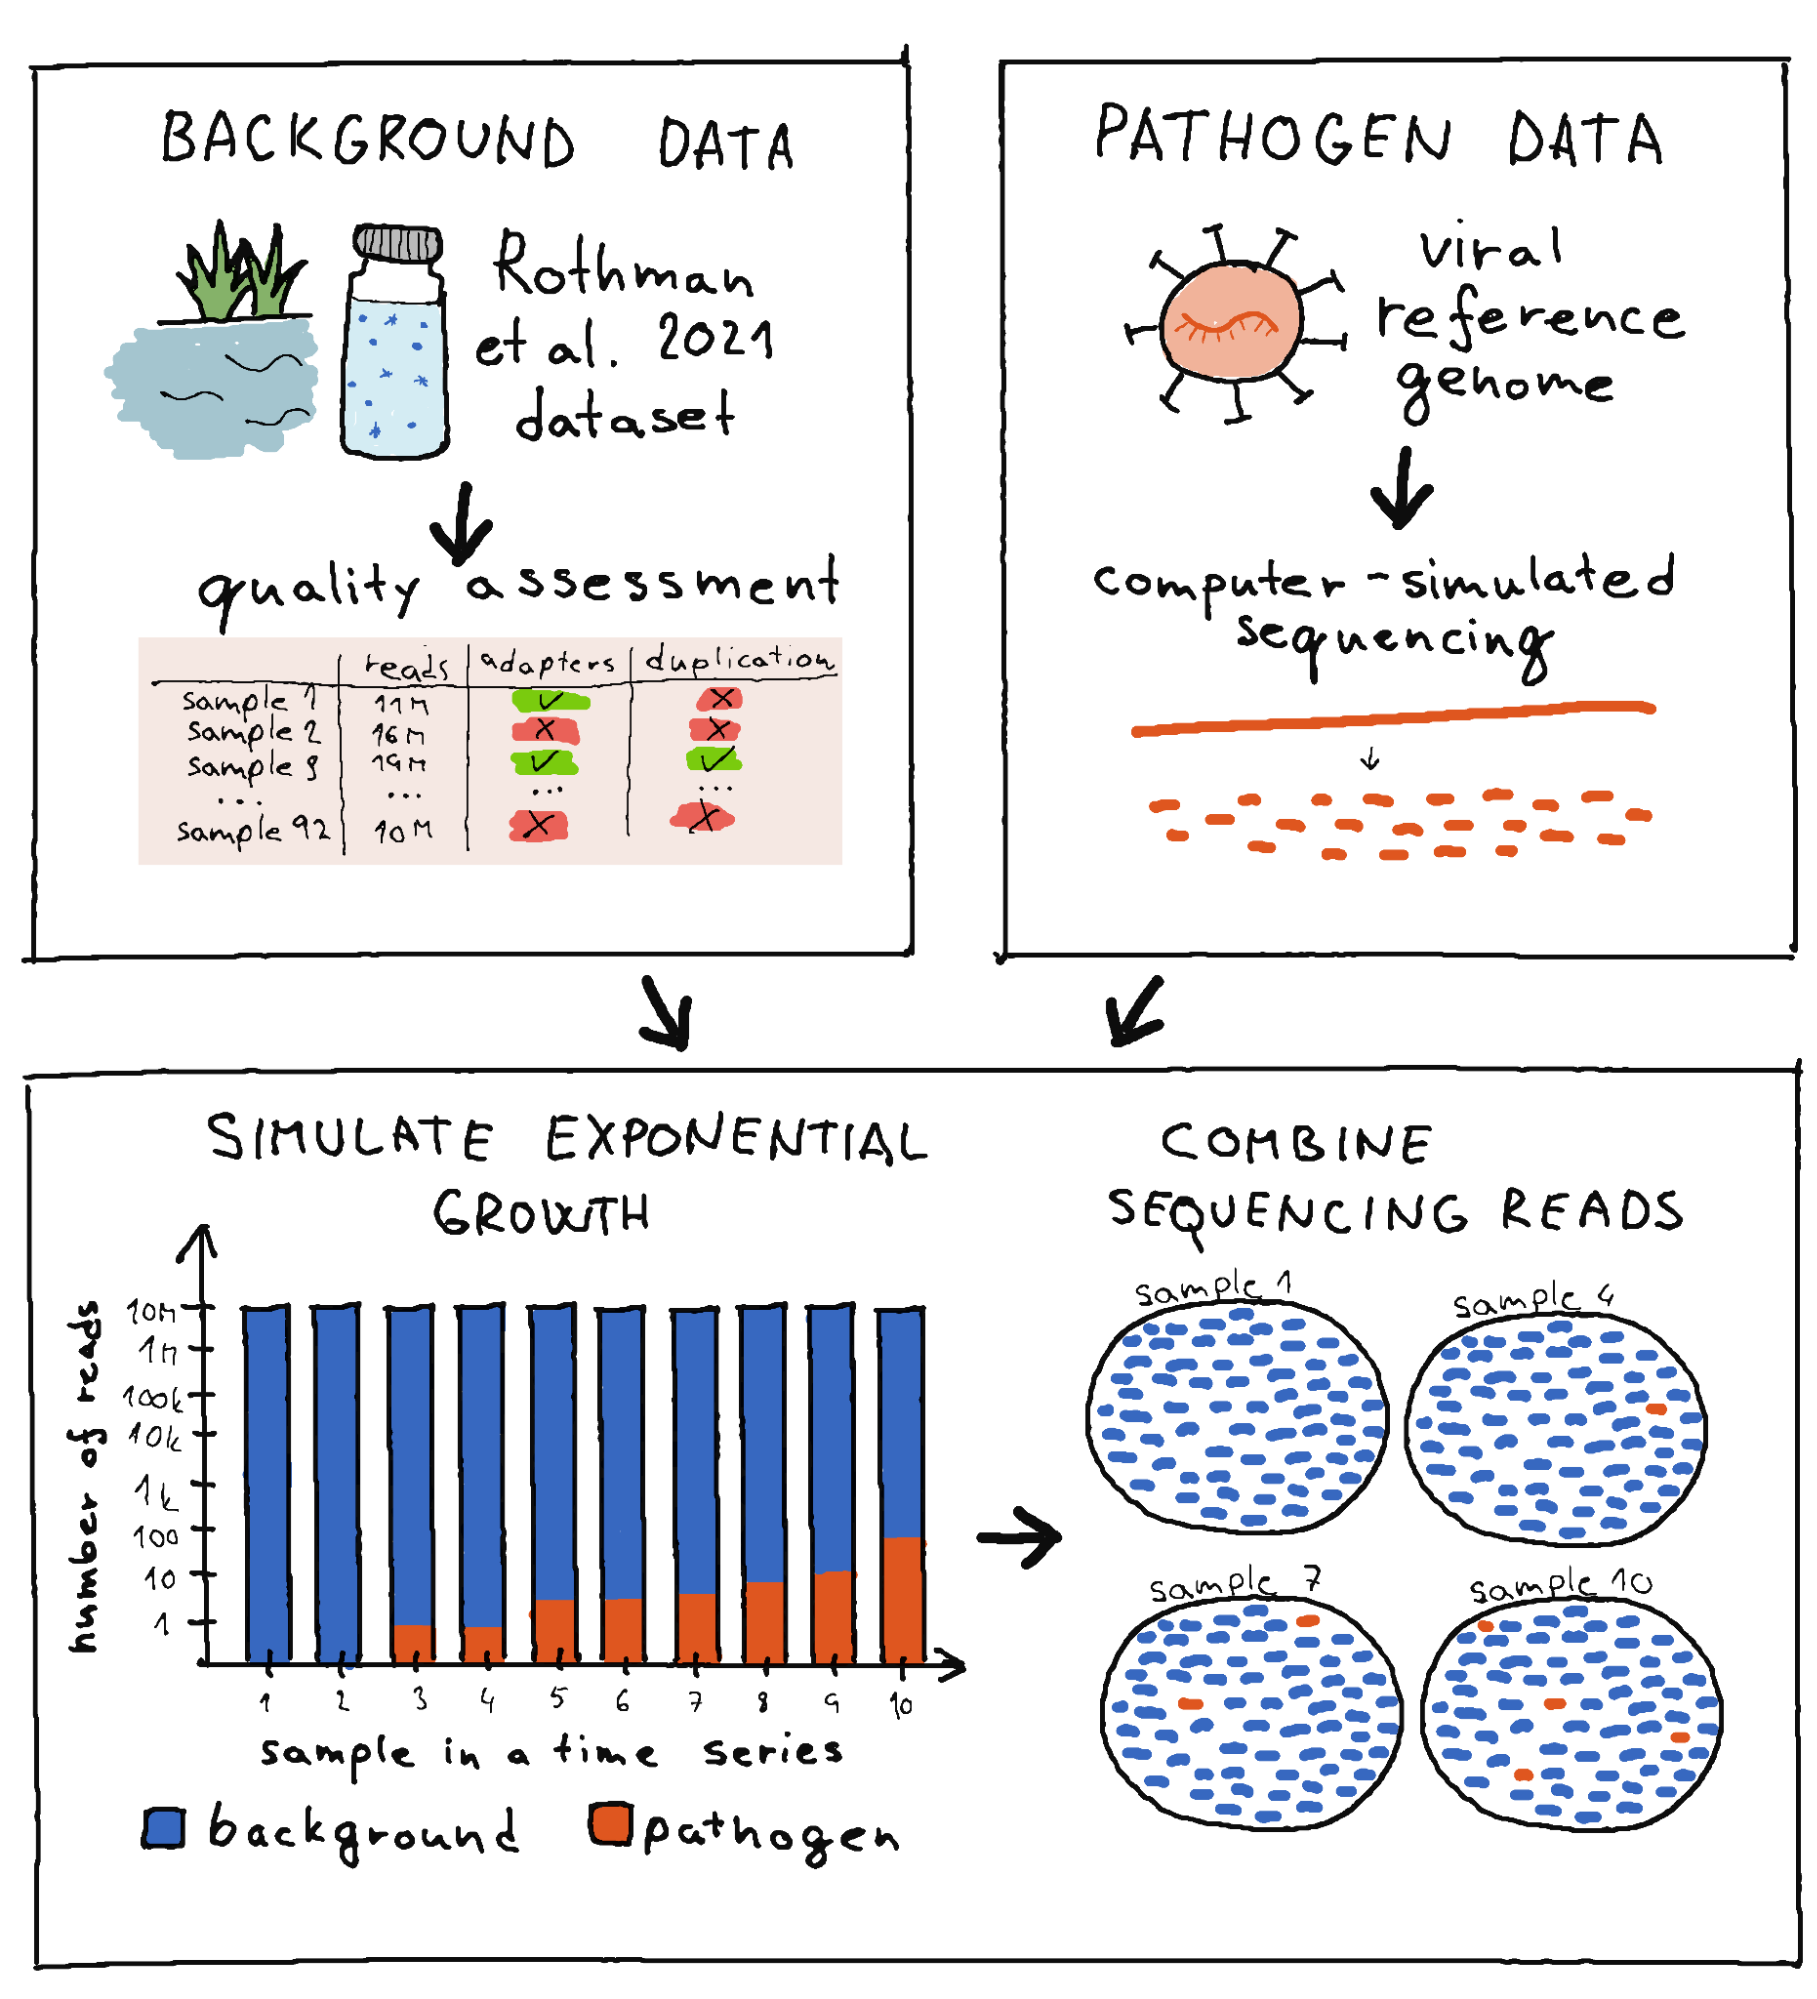 BACKGROUND DATA
Rothman
et al. 2021
dataset
quality assessment
reads adapters duplication
sample 1 11M
sample 2 16M
sample 3 19M
... ... ... ...
sample 92 10M
PATHOGEN DATA
viral
reference
genome
computer-simulated
sequencing
SIMULATE EXPONENTIAL
GROWTH
number of reads
10M
1M
100k
10k
1k
100
10
1
1 2 3 4 5 6 7 8 9 10
sample in a time series
background pathogen
COMBINE
SEQUENCING READS
sample 1
sample 4
sample 7
sample 10